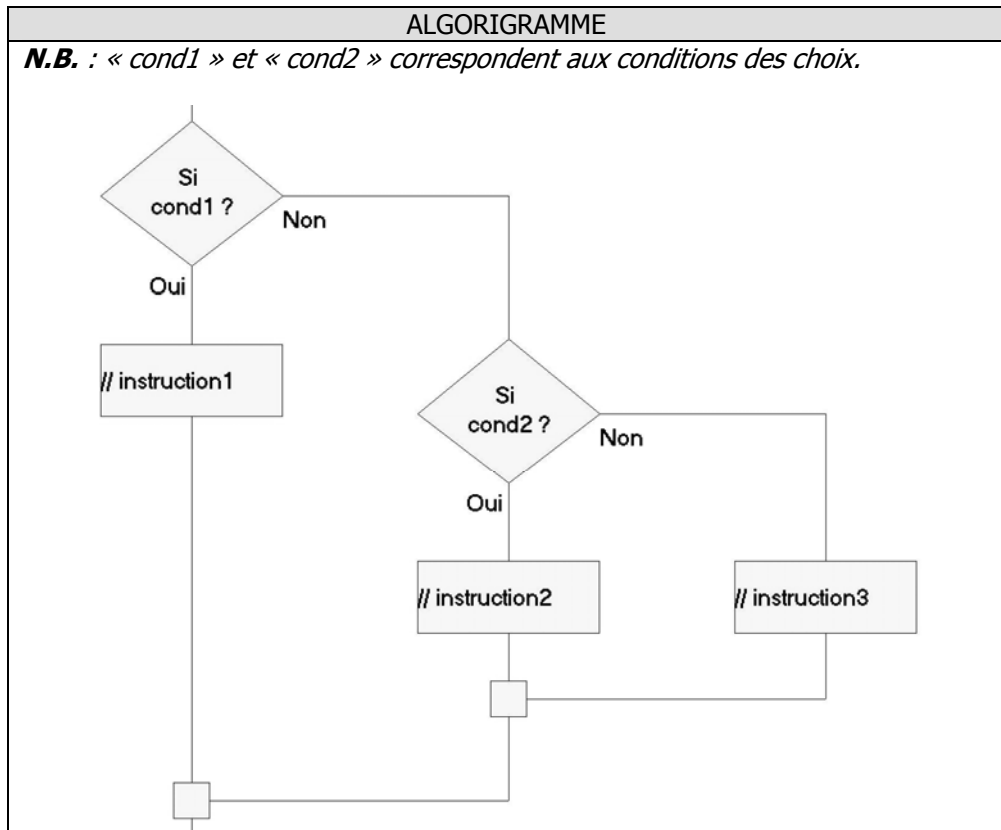 ALGORIGRAMME
N.B. : « cond1 » et « cond2 » correspondent aux conditions des choix.
Si
cond1 ?
Non
Oui
// instruction1
Si
cond2 ?
Non
Oui
// instruction2
// instruction3